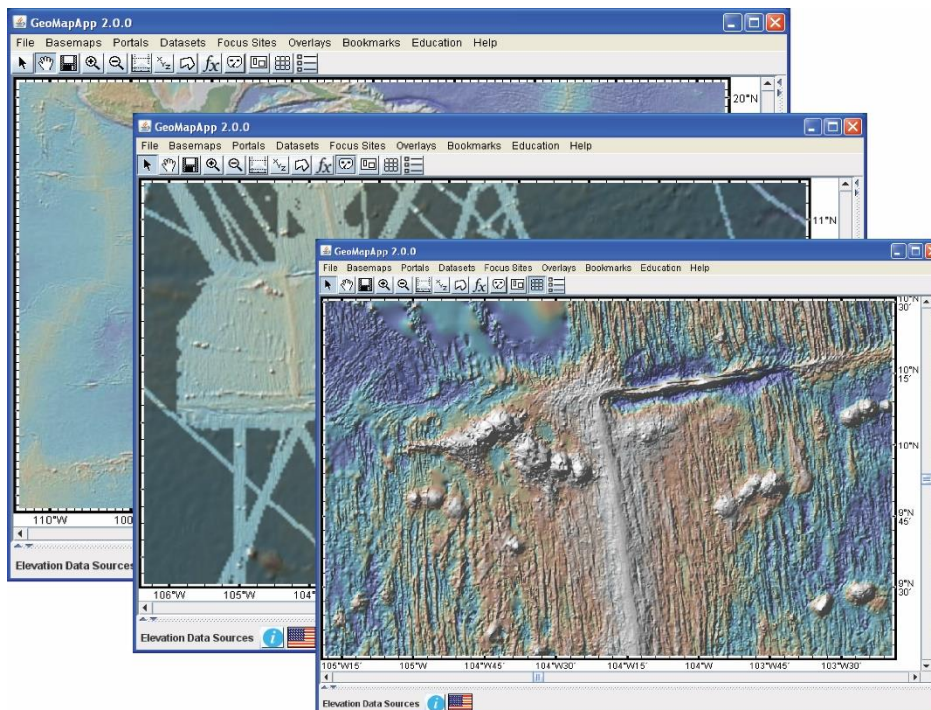 GeoMapApp 2.0.0
File Basemaps Portals Datasets Focus Sites Overlays Bookmarks Education Help
20°N
110°W 100
Elevation Data Sources
GeoMapApp 2.0.0
File Basemaps Portals Datasets Focus Sites Overlays Bookmarks Education Help
11°N
106°W 105°W 104°
Elevation Data Sources
GeoMapApp 2.0.0
File Basemaps Portals Datasets Focus Sites Overlays Bookmarks Education Help
30´
10°N
15´
10°N
9°N
45´
9°N
30´
105°W15´ 105°W 104°W45´ 104°W30´ 104°W15´ 104°W 103°W45´ 103°W30´
Elevation Data Sources